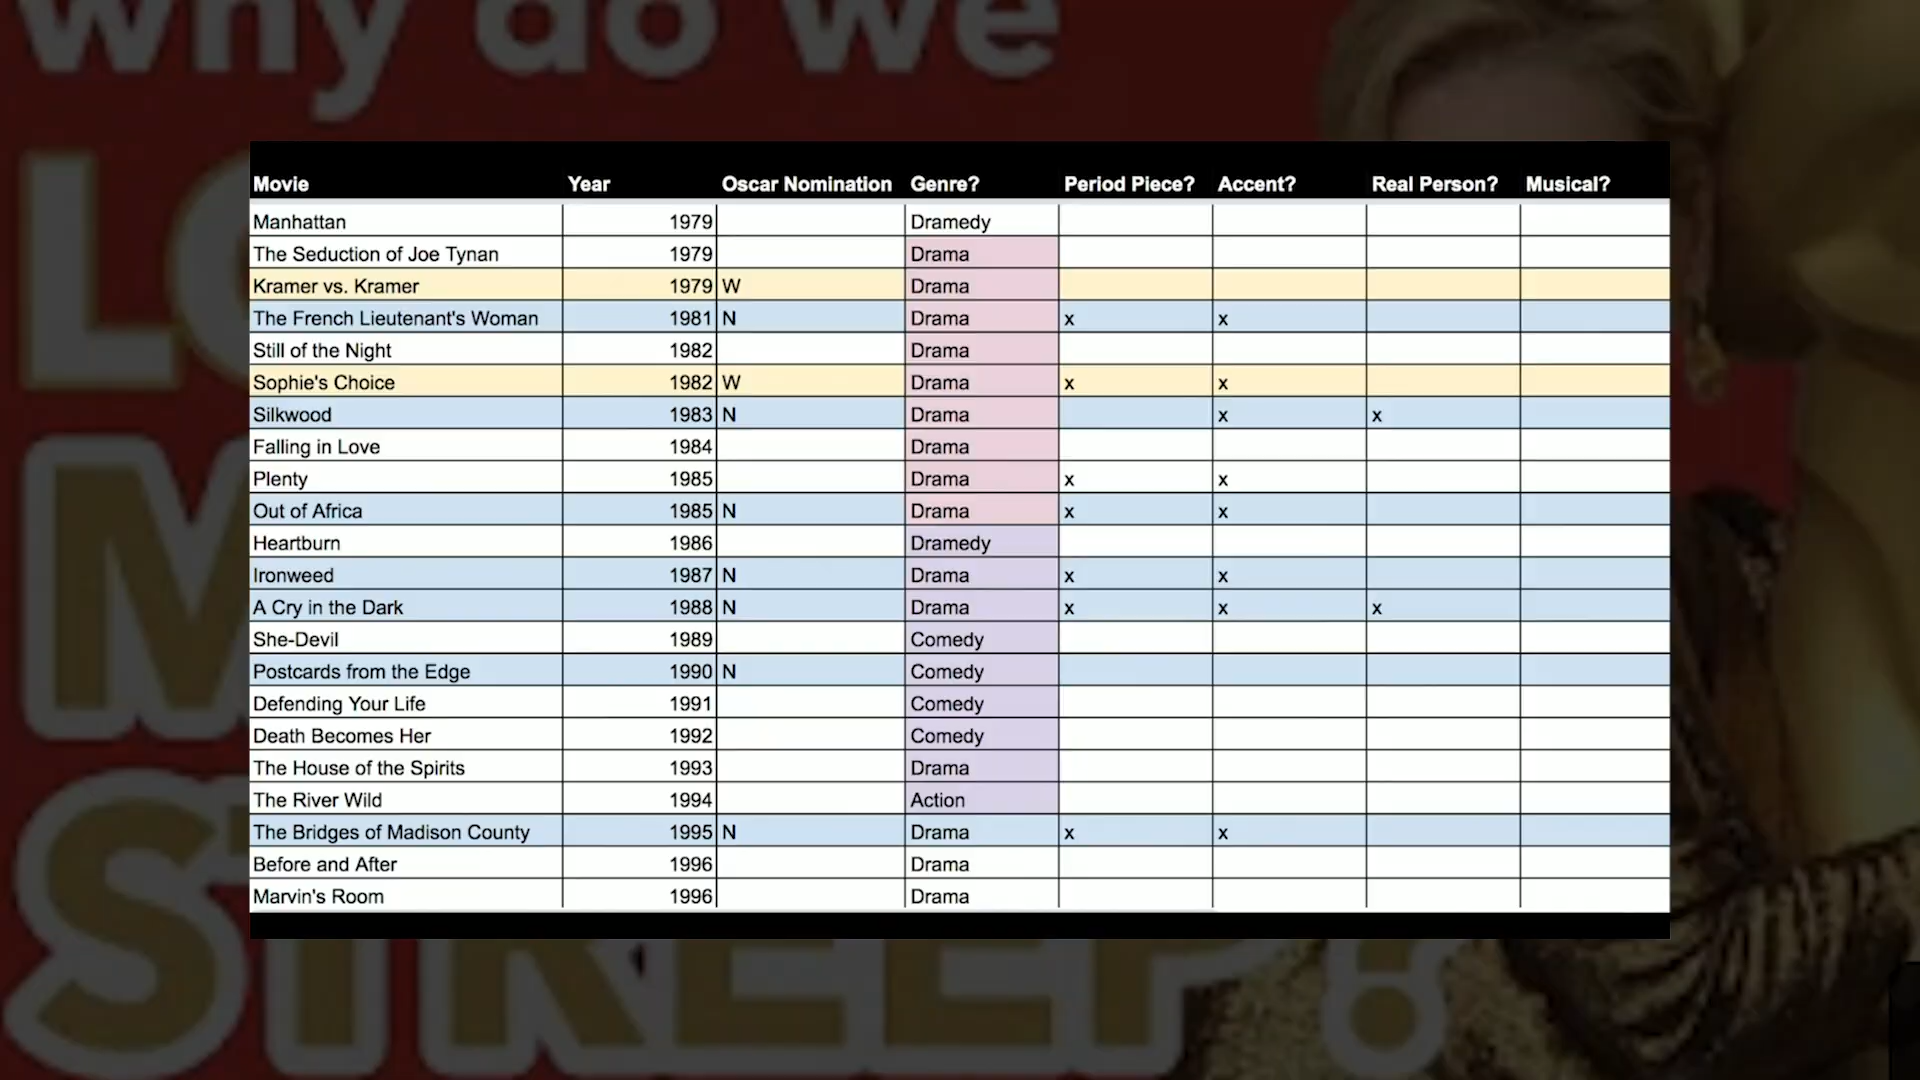 why do we
LO
M
STREEP?
Movie Year Oscar Nomination Genre? Period Piece? Accent? Real Person? Musical?
Manhattan 1979 Dramedy
The Seduction of Joe Tynan 1979 Drama
Kramer vs. Kramer 1979 W Drama
The French Lieutenant's Woman 1981 N Drama x x
Still of the Night 1982 Drama
Sophie's Choice 1982 W Drama x x
Silkwood 1983 N Drama x x
Falling in Love 1984 Drama
Plenty 1985 Drama x x
Out of Africa 1985 N Drama x x
Heartburn 1986 Dramedy
Ironweed 1987 N Drama x x
A Cry in the Dark 1988 N Drama x x x
She-Devil 1989 Comedy
Postcards from the Edge 1990 N Comedy
Defending Your Life 1991 Comedy
Death Becomes Her 1992 Comedy
The House of the Spirits 1993 Drama
The River Wild 1994 Action
The Bridges of Madison County 1995 N Drama x x
Before and After 1996 Drama
Marvin's Room 1996 Drama